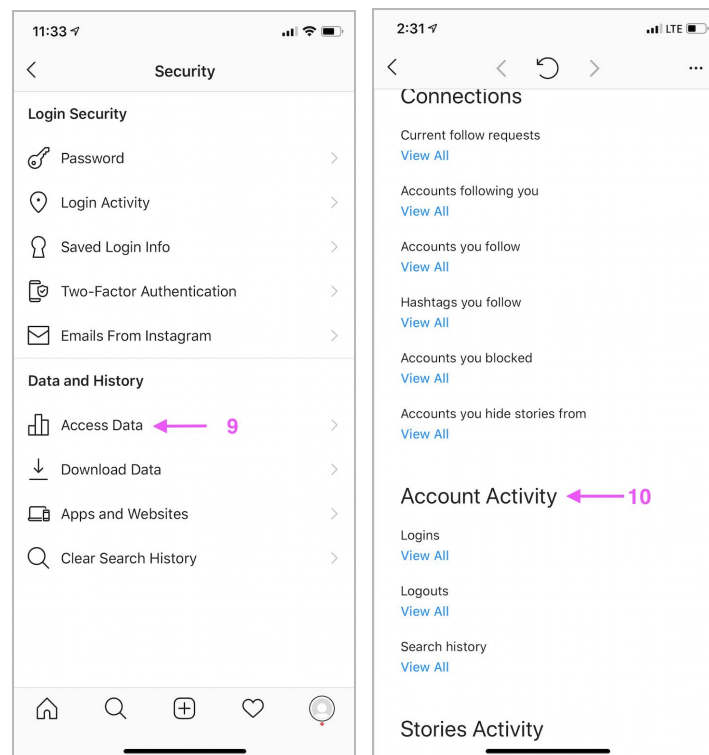 11:33
Security
Login Security
Password
Login Activity
Saved Login Info
Two-Factor Authentication
Emails From Instagram
Data and History
Access Data
9
Download Data
Apps and Websites
Clear Search History
2:31
LTE
Connections
Current follow requests
View All
Accounts following you
View All
Accounts you follow
View All
Hashtags you follow
View All
Accounts you blocked
View All
Accounts you hide stories from
View All
Account Activity
10
Logins
View All
Logouts
View All
Search history
View All
Stories Activity